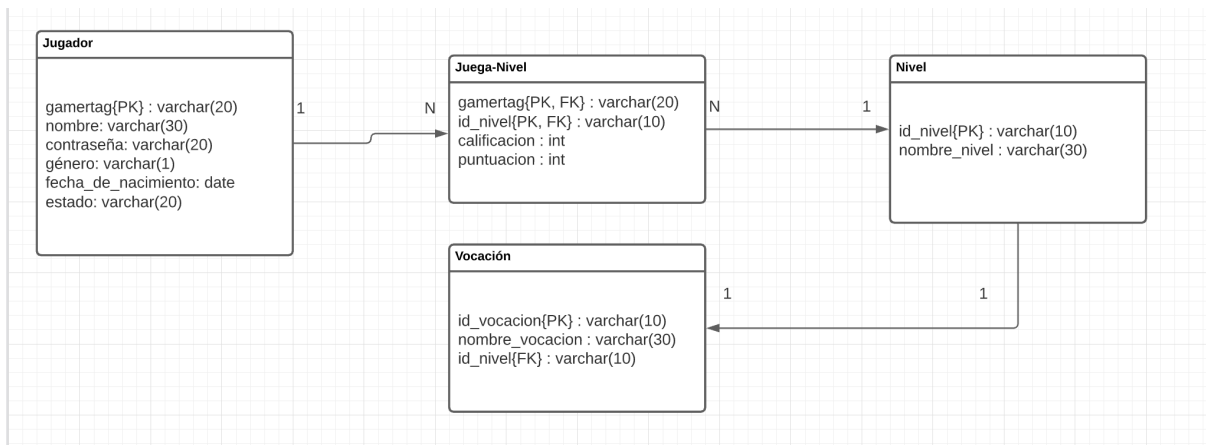 Jugador
gamertag{PK} : varchar(20)
nombre: varchar(30)
contraseña: varchar(20)
género: varchar(1)
fecha_de_nacimiento: date
estado: varchar(20)
1
N
Juega-Nivel
gamertag{PK, FK} : varchar(20)
id_nivel{PK, FK} : varchar(10)
calificacion : int
puntuacion : int
N
1
Nivel
id_nivel{PK} : varchar(10)
nombre_nivel : varchar(30)
Vocación
id_vocacion{PK} : varchar(10)
nombre_vocacion : varchar(30)
id_nivel{FK} : varchar(10)
1
1